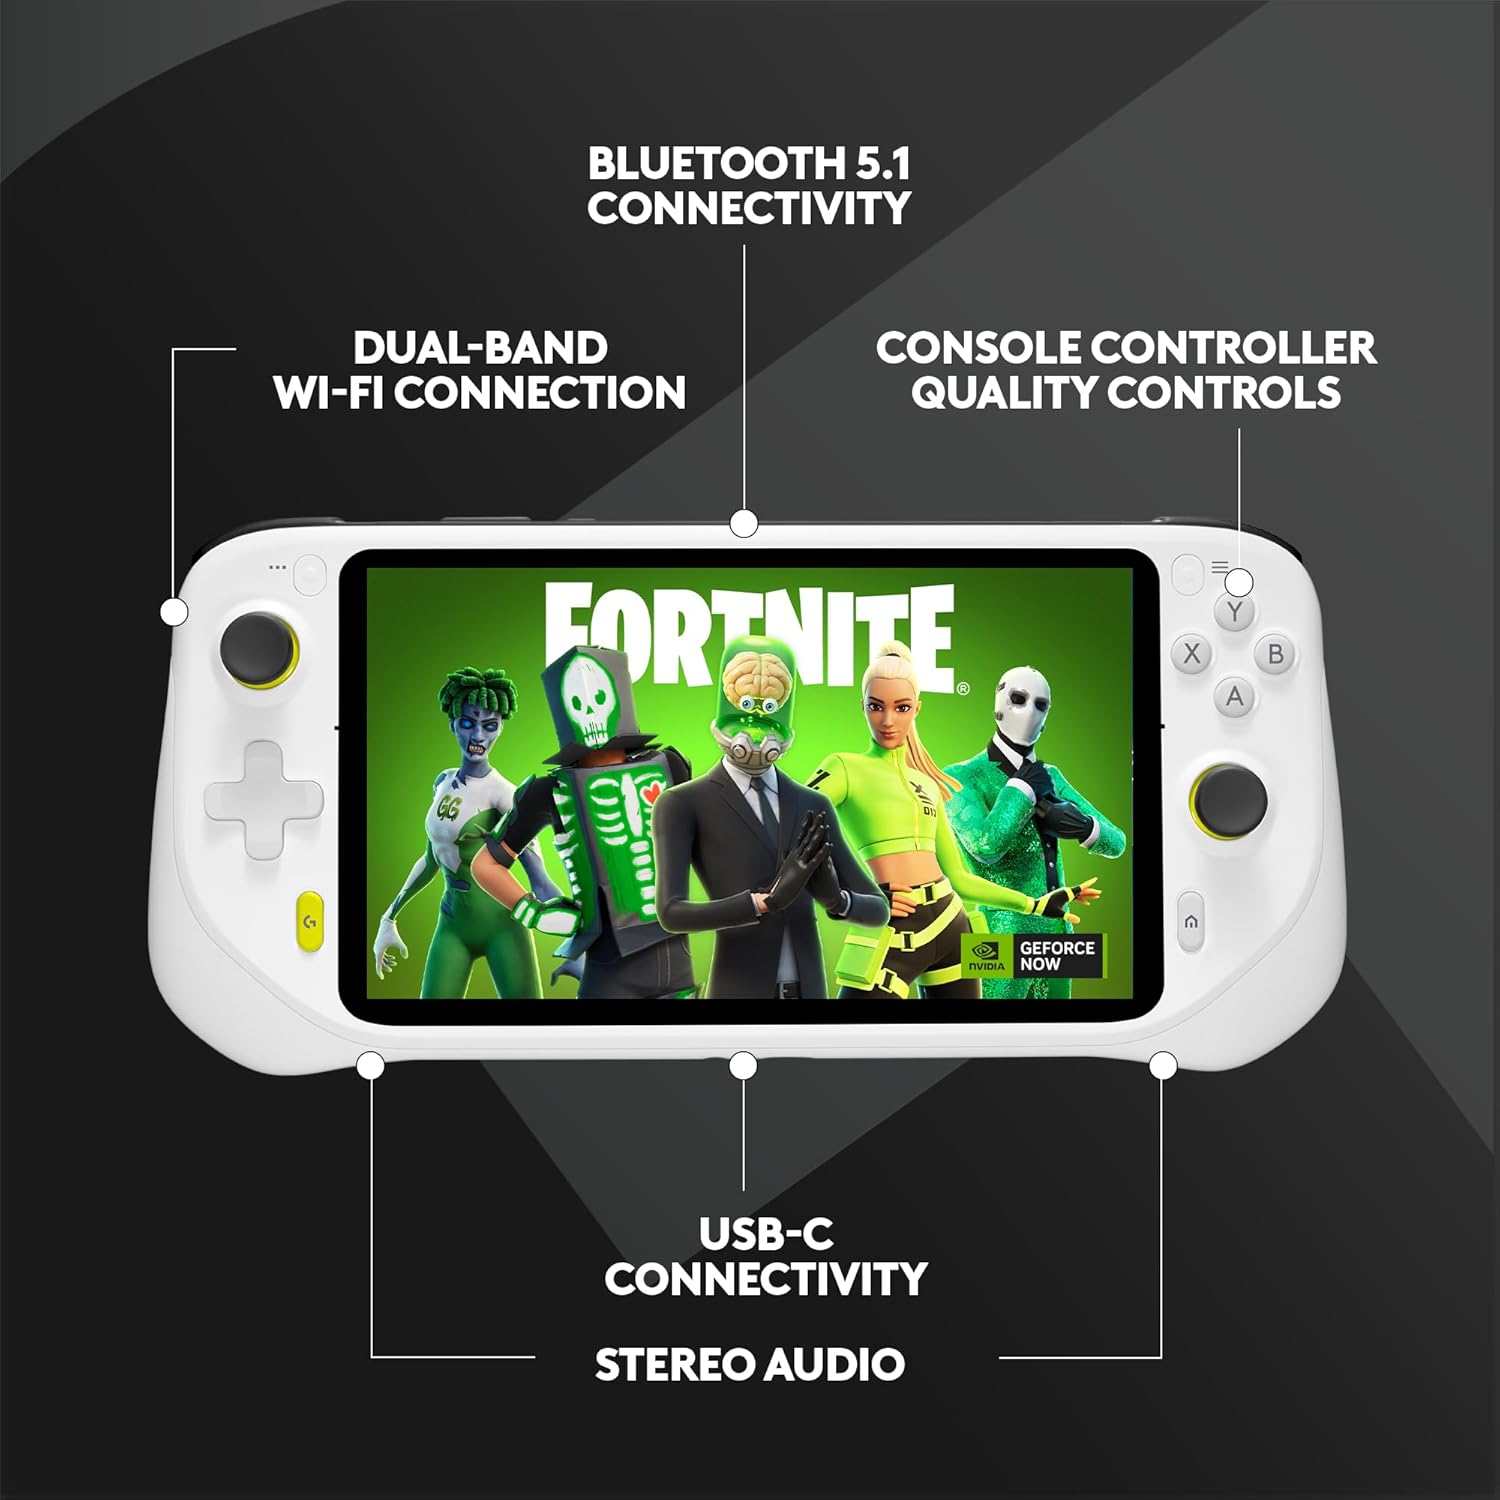 BLUETOOTH 5.1
CONNECTIVITY
DUAL-BAND
WI-FI CONNECTION
CONSOLE CONTROLLER
QUALITY CONTROLS
FORTNITE
®
Y
X
B
A
GG
G
NVIDIA
GEFORCE
NOW
USB-C
CONNECTIVITY
STEREO AUDIO